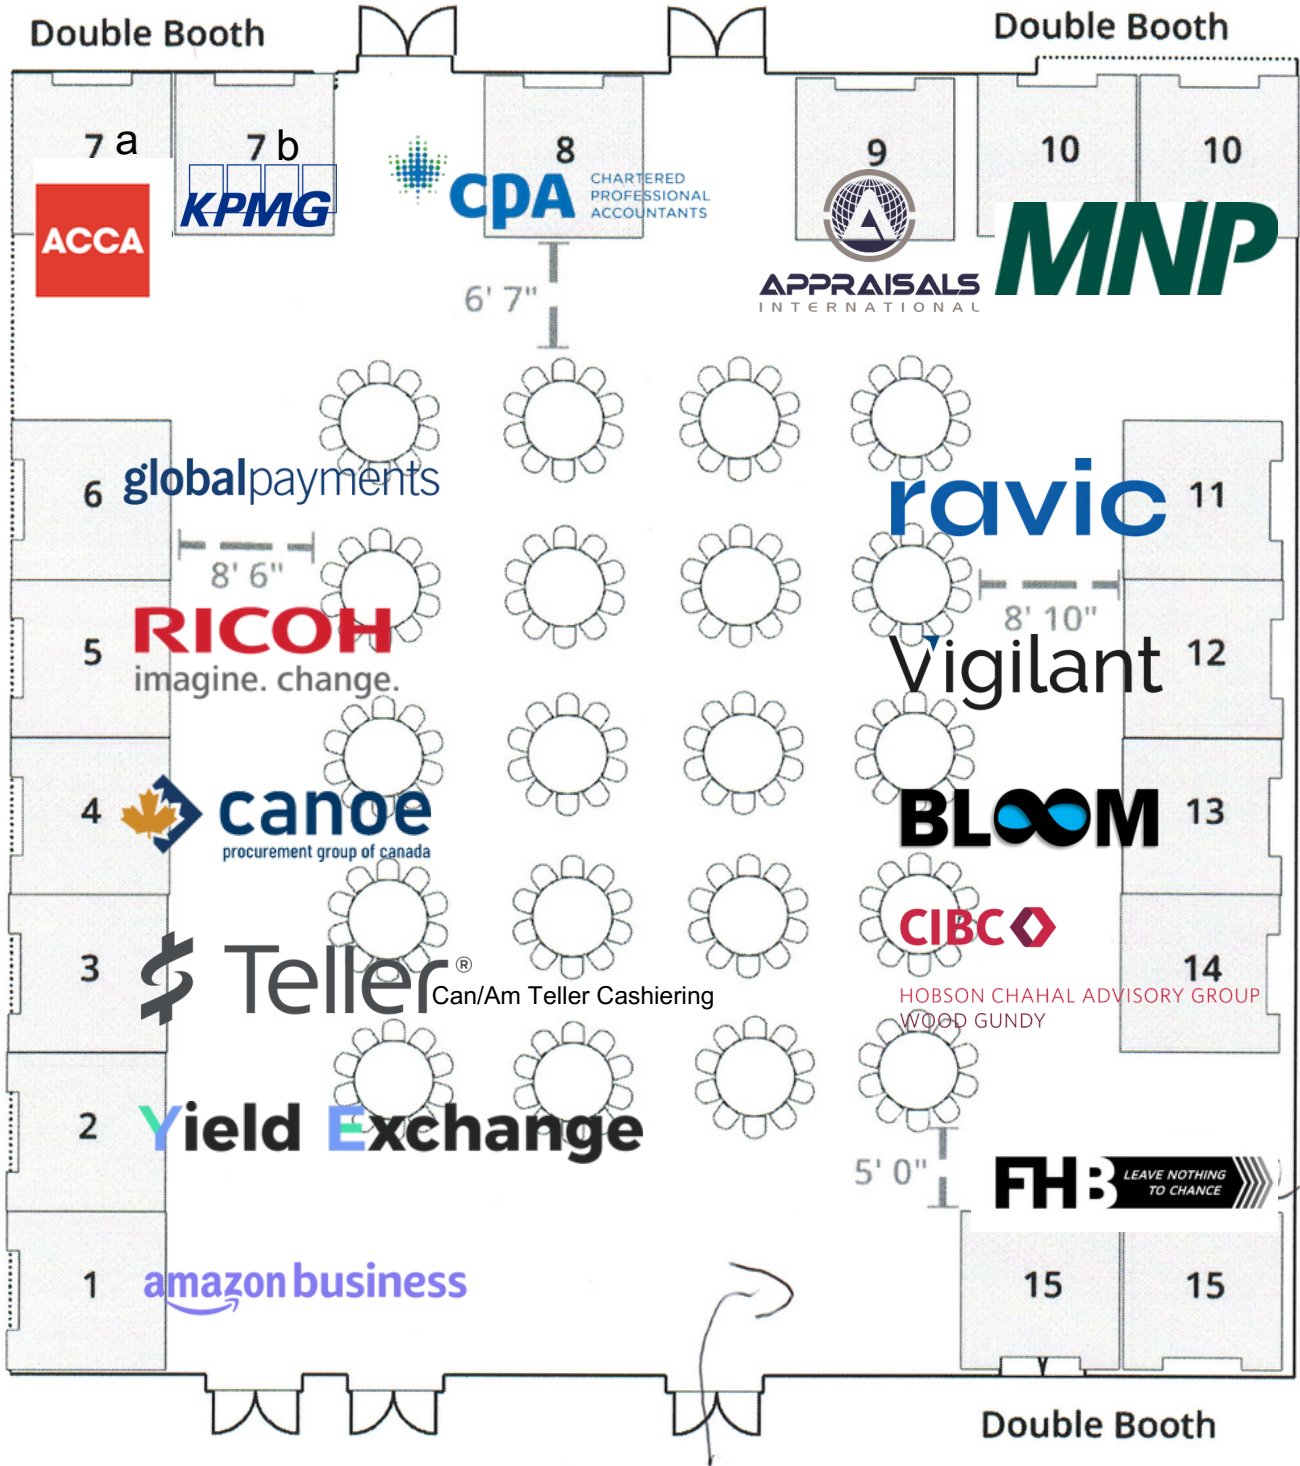 Double Booth
Double Booth
7 a
7 b
8
9
10
10
ACCA
KPMG
CPA
CHARTERED
PROFESSIONAL
ACCOUNTANTS
A
APPRAISALS
INTERNATIONAL
MNP
6' 7"
6
globalpayments
ravic
11
8' 6"
8' 10"
5
RICOH
imagine. change.
Vigilant
12
4
canoe
procurement group of canada
BLOOM
13
3
Teller®
Can/Am Teller Cashiering
CIBC
14
HOBSON CHAHAL ADVISORY GROUP
WOOD GUNDY
2
Yield Exchange
5' 0"
FHB
LEAVE NOTHING
TO CHANCE
1
amazon business
15
15
Double Booth